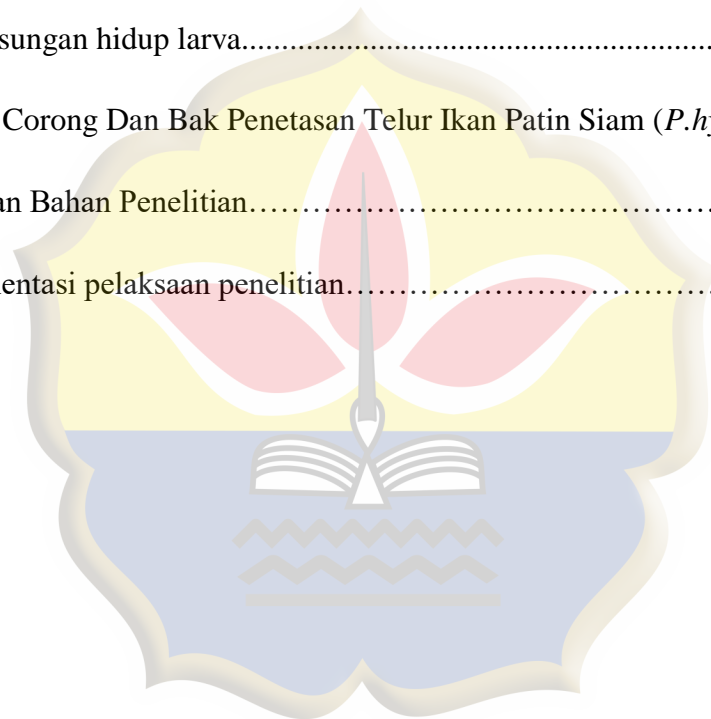 sungan hidup larva.......................................................................
Corong Dan Bak Penetasan Telur Ikan Patin Siam (P.hy
an Bahan Penelitian……………………………………………
entasi pelaksaan penelitian……………………………………